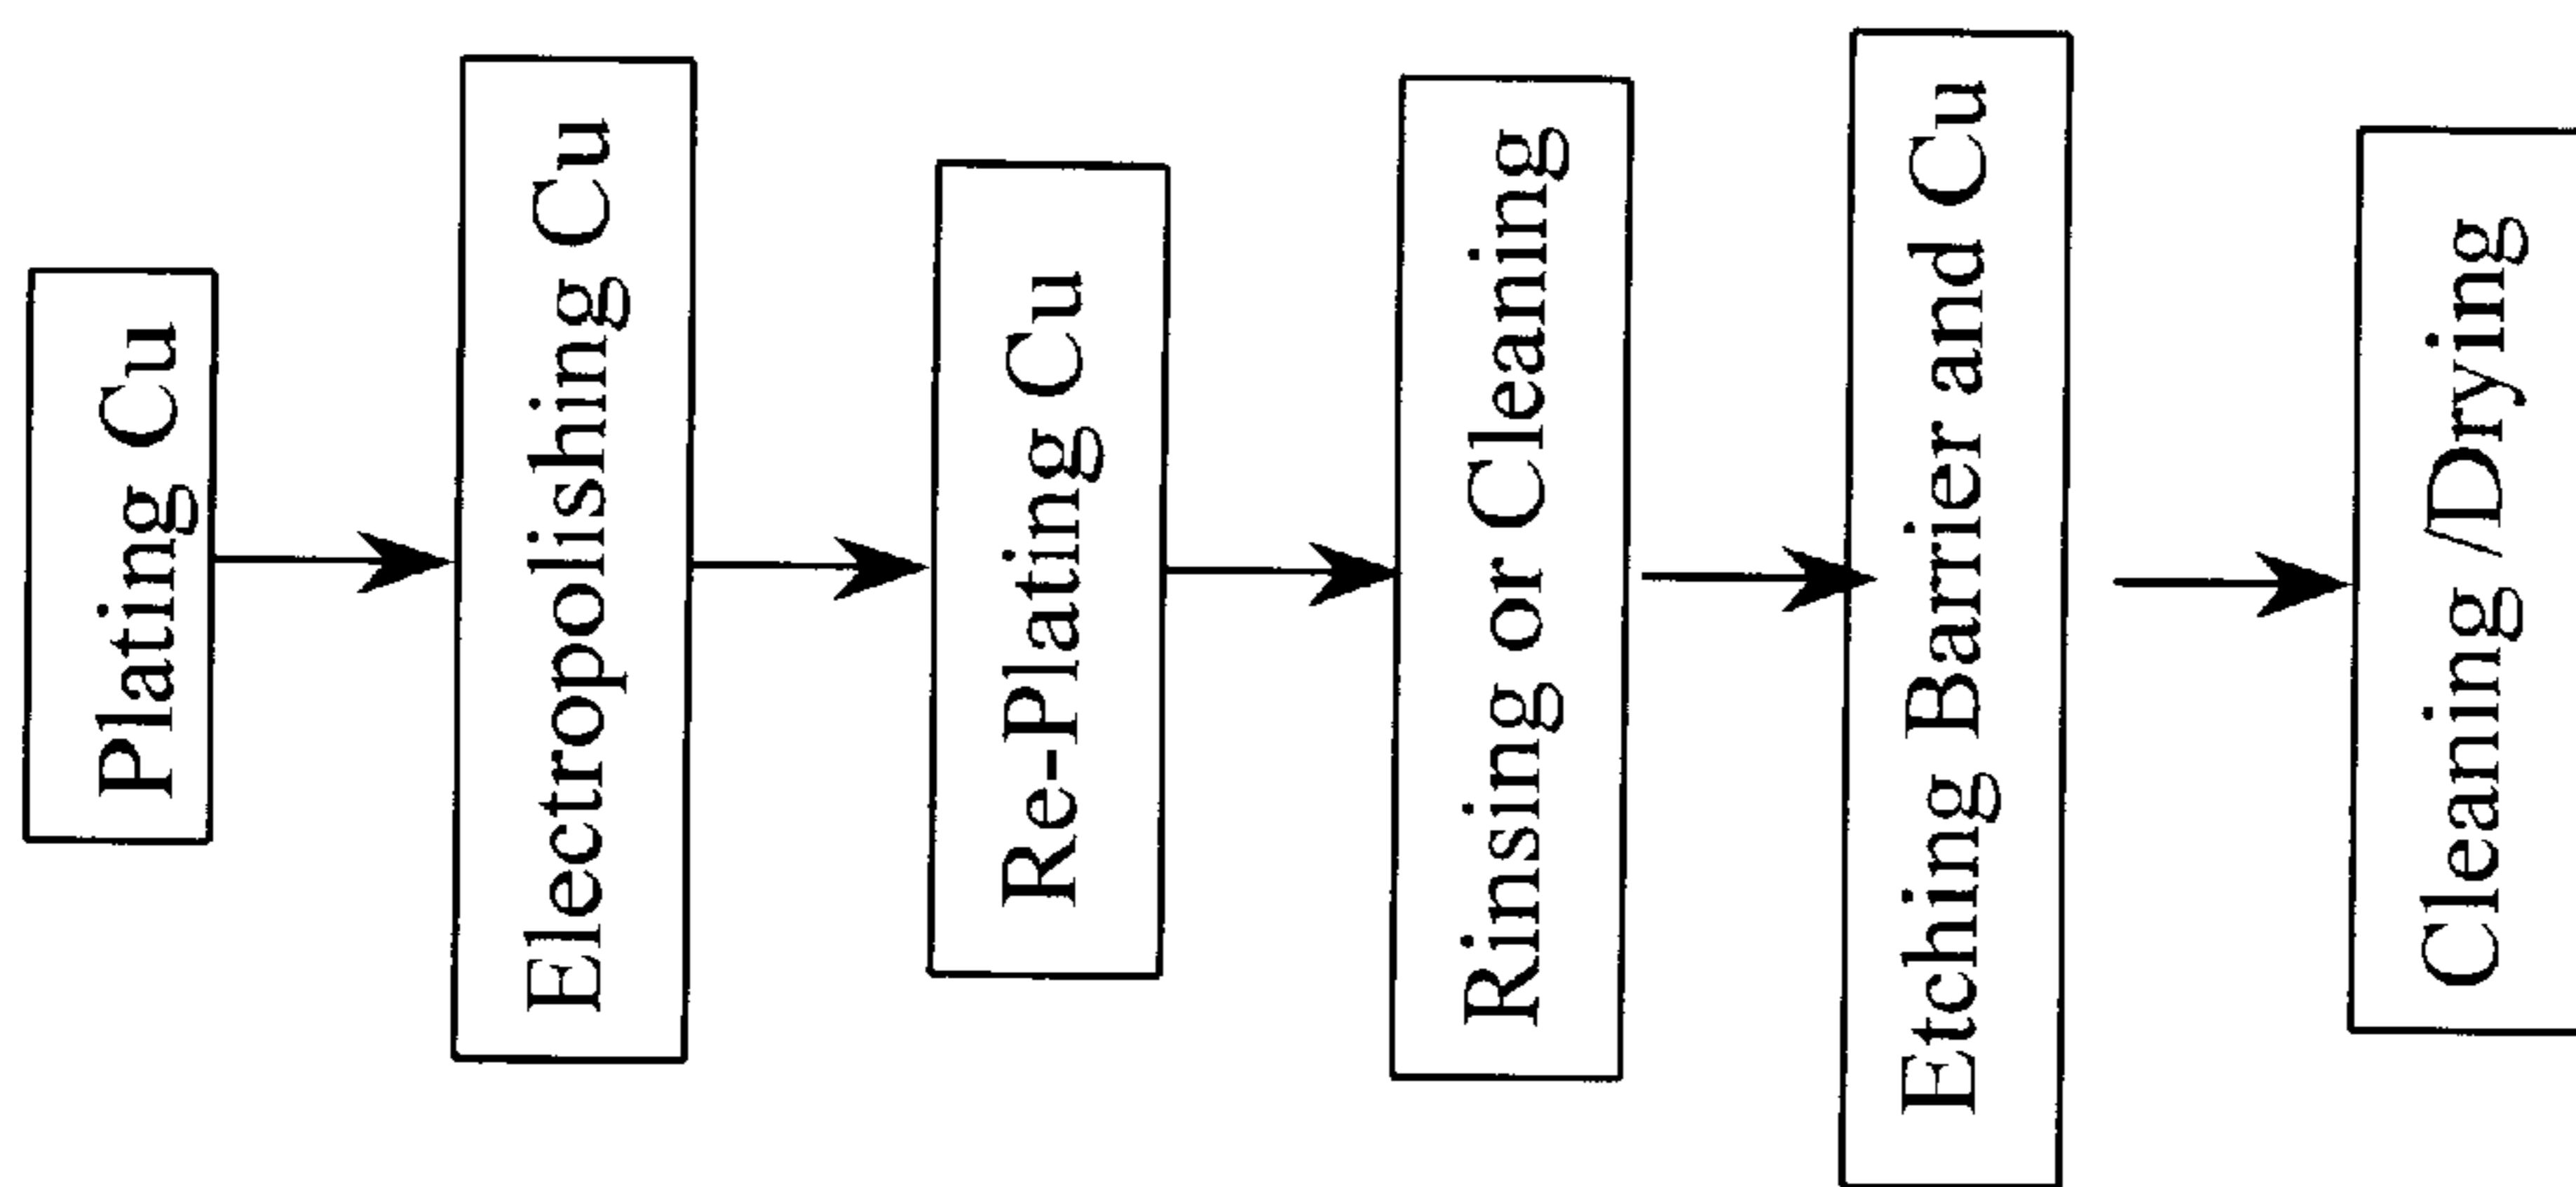 Plating Cu
Electropolishing Cu
Re-Plating Cu
Rinsing or Cleaning
Etching Barrier and Cu
Cleaning /Drying